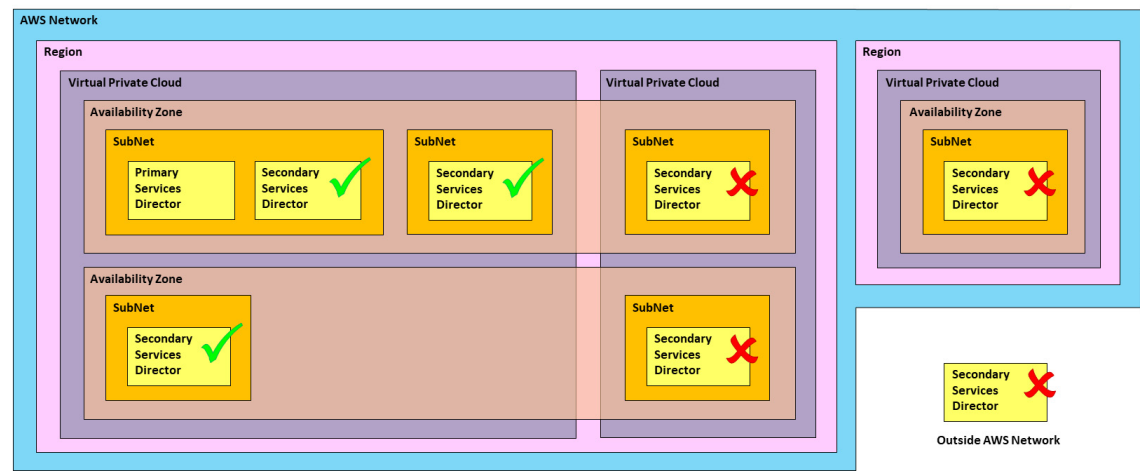 AWS Network
Region
Virtual Private Cloud
Availability Zone
SubNet
Primary
Services
Director
Secondary
Services
Director
SubNet
Secondary
Services
Director
Virtual Private Cloud
SubNet
Secondary
Services
Director
Availability Zone
SubNet
Secondary
Services
Director
SubNet
Secondary
Services
Director
Region
Virtual Private Cloud
Availability Zone
SubNet
Secondary
Services
Director
Secondary
Services
Director
Outside AWS Network